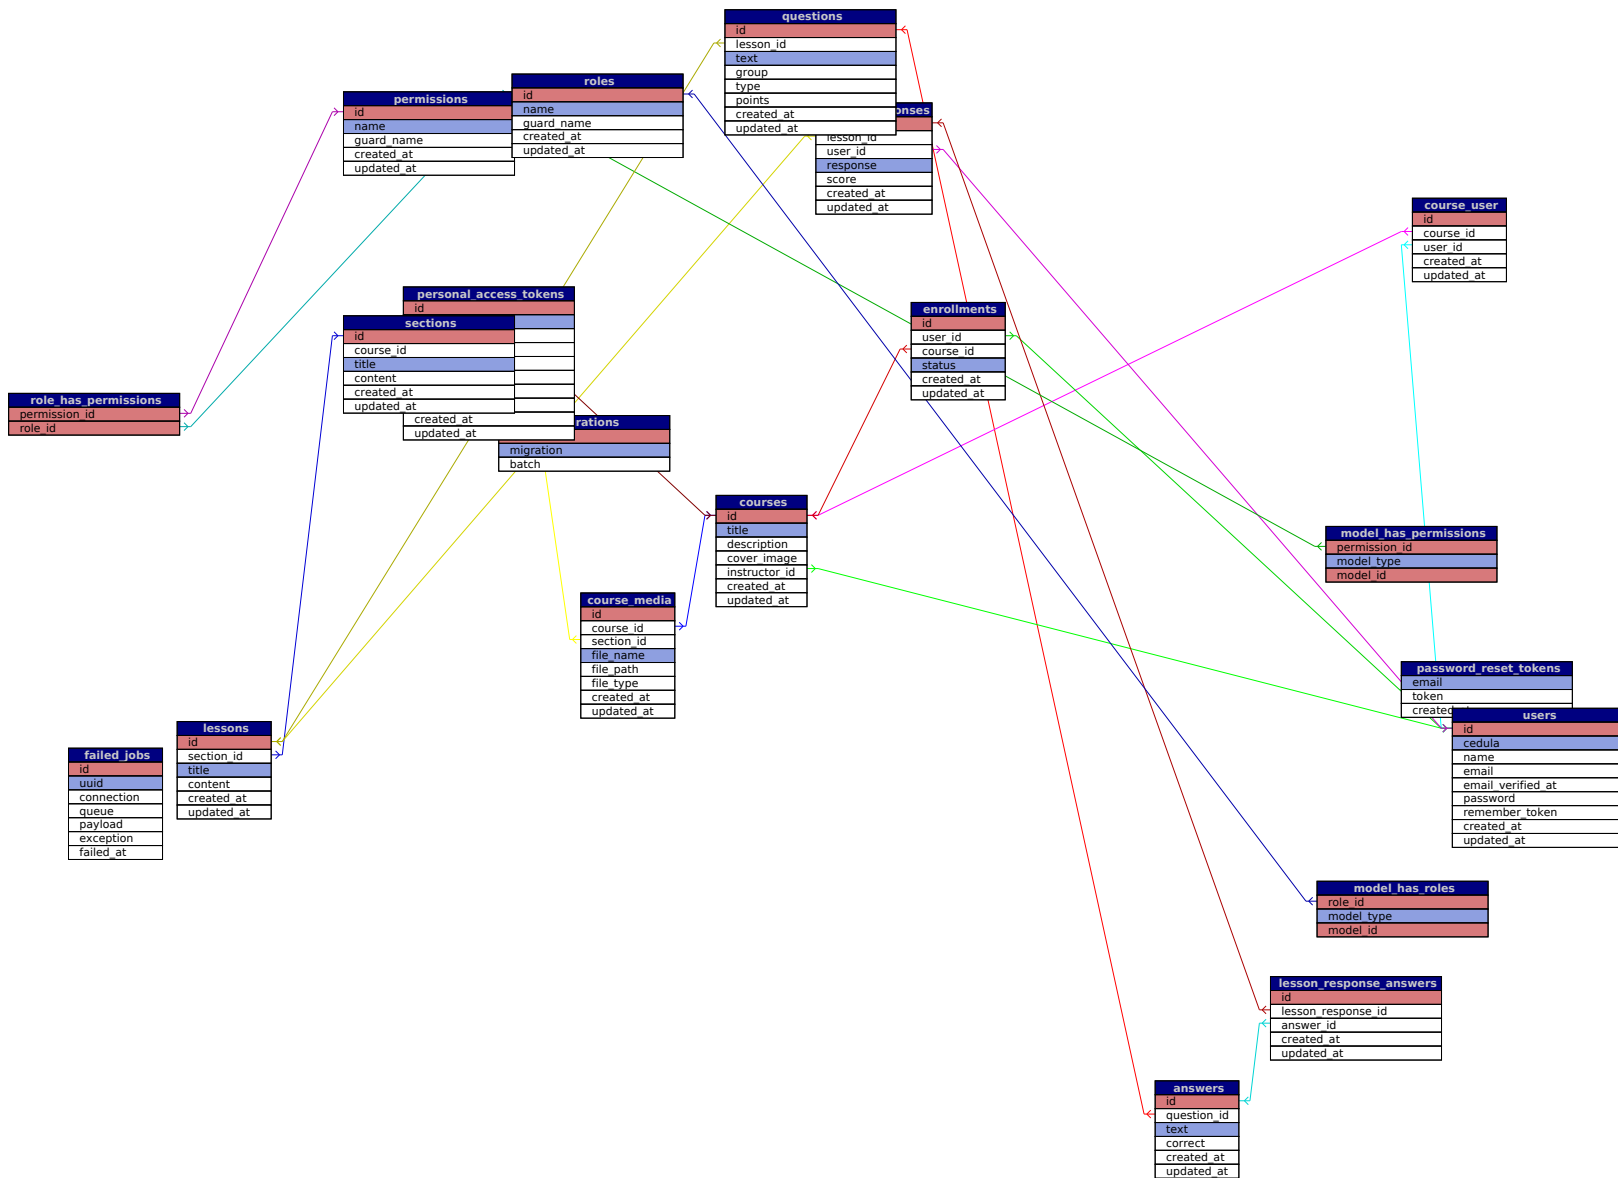 questions
id
lesson_id
text
group
type
points
created_at
updated_at
roles
id
name
guard_name
created_at
updated_at
permissions
id
name
guard_name
created_at
updated_at
onses
lesson_id
user_id
response
score
created_at
updated_at
course_user
id
course_id
user_id
created_at
updated_at
personal_access_tokens
id
created_at
updated_at
sections
id
course_id
title
content
created_at
updated_at
enrollments
id
user_id
course_id
status
created_at
updated_at
role_has_permissions
permission_id
role_id
rations
migration
batch
courses
id
title
description
cover_image
instructor_id
created_at
updated_at
model_has_permissions
permission_id
model_type
model_id
course_media
id
course_id
section_id
file_name
file_path
file_type
created_at
updated_at
password_reset_tokens
email
token
created
users
id
cedula
name
email
email_verified_at
password
remember_token
created_at
updated_at
lessons
id
section_id
title
content
created_at
updated_at
failed_jobs
id
uuid
connection
queue
payload
exception
failed_at
model_has_roles
role_id
model_type
model_id
lesson_response_answers
id
lesson_response_id
answer_id
created_at
updated_at
answers
id
question_id
text
correct
created_at
updated_at